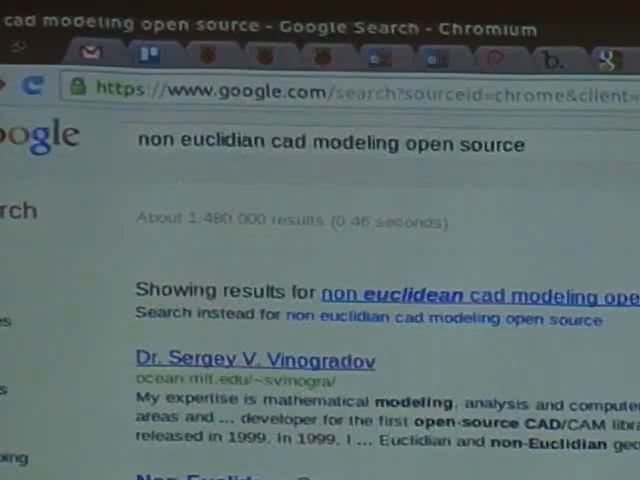 cad modeling open source - Google Search - Chromium
https://www.google.com/search?sourceid=chrome&client=
oogle
non euclidian cad modeling open source
rch
About 1,480,000 results (0.46 seconds)
Showing results for non euclidean cad modeling ope
Search instead for non euclidian cad modeling open source
es
Dr. Sergey V. Vinogradov
ocean.mit.edu/~svinogra/
My expertise is mathematical modeling, analysis and compute
s
areas and ... developer for the first open-source CAD/CAM libra
released in 1999. In 1999, I ... Euclidian and non-Euclidian geo
ping